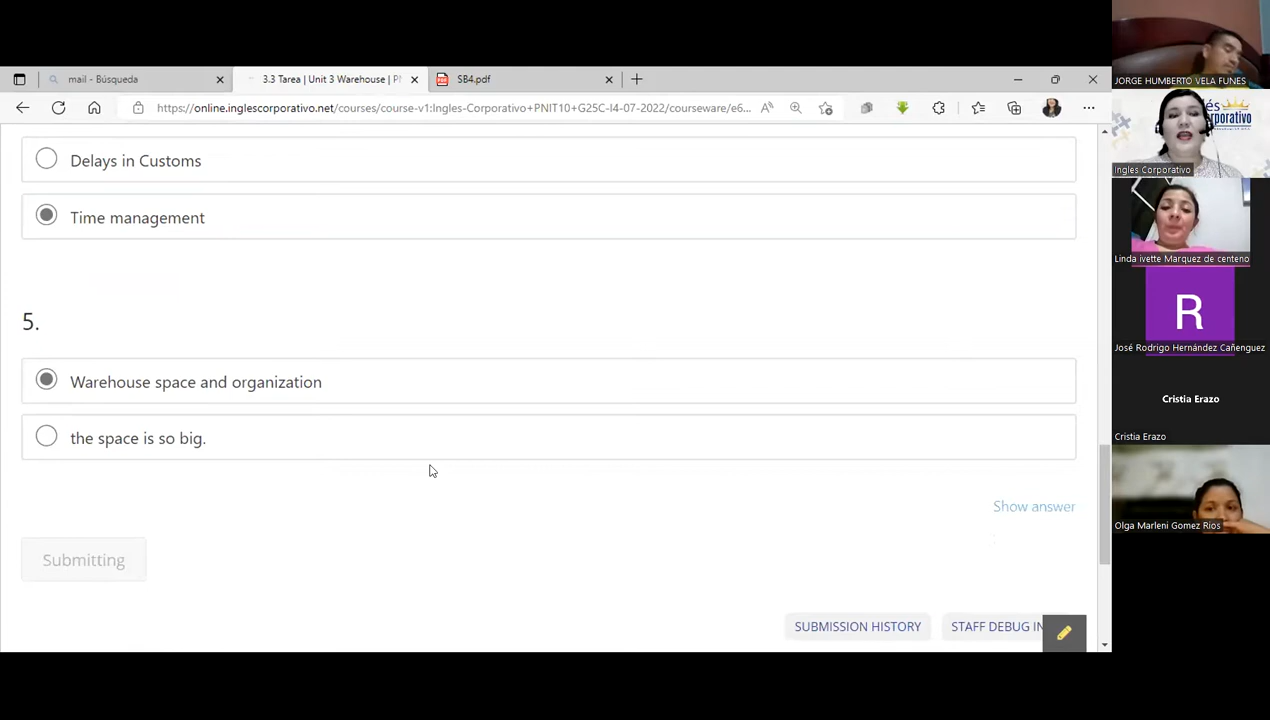 mail - Búsqueda
3.3 Tarea | Unit 3 Warehouse | P
SB4.pdf
https://online.inglescorporativo.net/courses/course-v1:Ingles-Corporativo+PNIT10+G25C-I4-07-2022/courseware/e6...
Delays in Customs
Time management
5.
Warehouse space and organization
the space is so big.
Show answer
Submitting
SUBMISSION HISTORY
STAFF DEBUG IN
JORGE HUMBERTO VELA FUNES
Ingles Corporativo
Linda ivette Marquez de centeno
R
José Rodrigo Hernández Cañenguez
Cristia Erazo
Cristia Erazo
Olga Marleni Gomez Rios